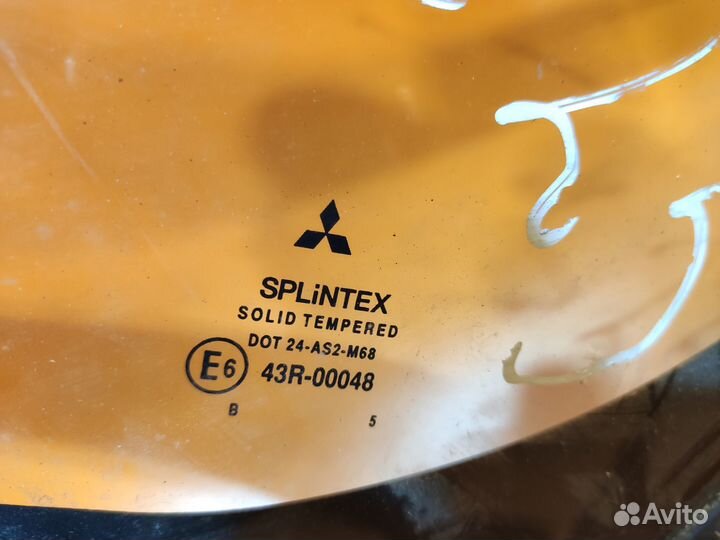 SPLiNTEX
SOLID TEMPERED
DOT 24-AS2-M68
E6 43R-00048
B 5
Avito